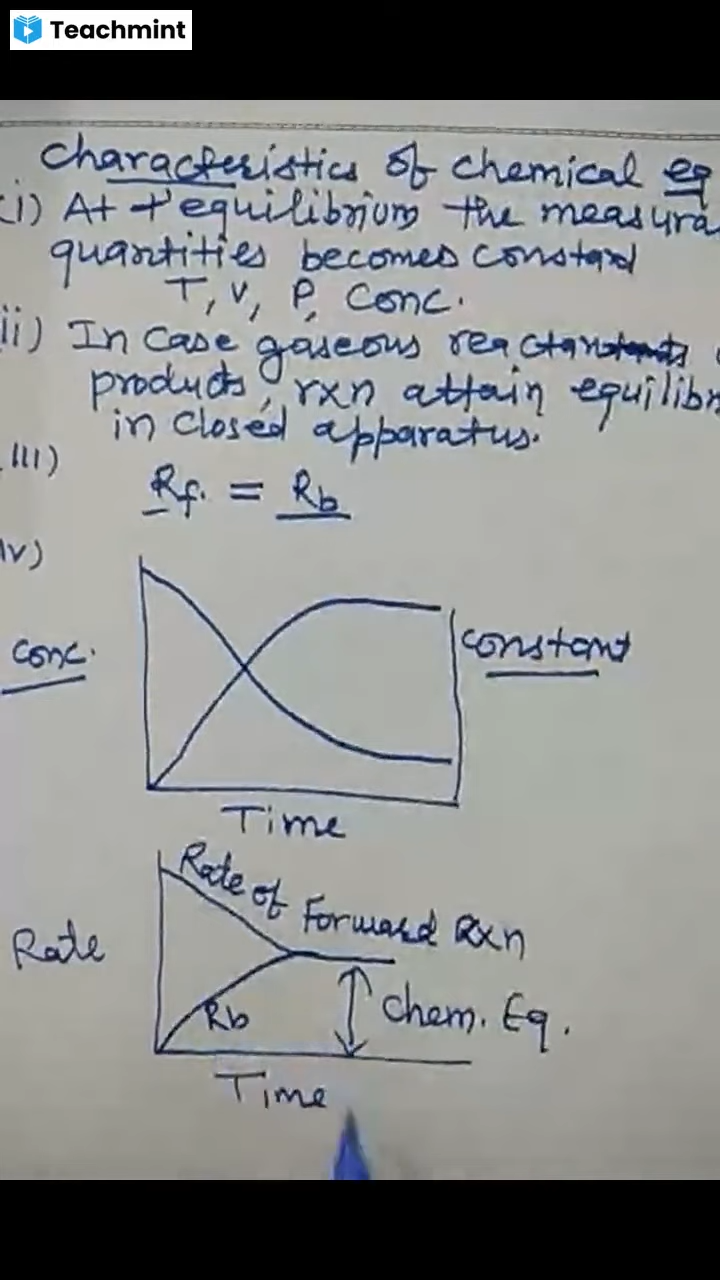 Teachmint
Characteristics of chemical eq
(i) At + equilibrium the measura
quantities becomes constant
T, V, P, Conc.
ii) In case gaseous reactants
products, rxn attain equilibr
in closed apparatus.
III)
Rf. = Rb
iv)
Conc.
constant
Time
Rate of Forward Rxn
Rate
Rb
Chem. Eq.
Time